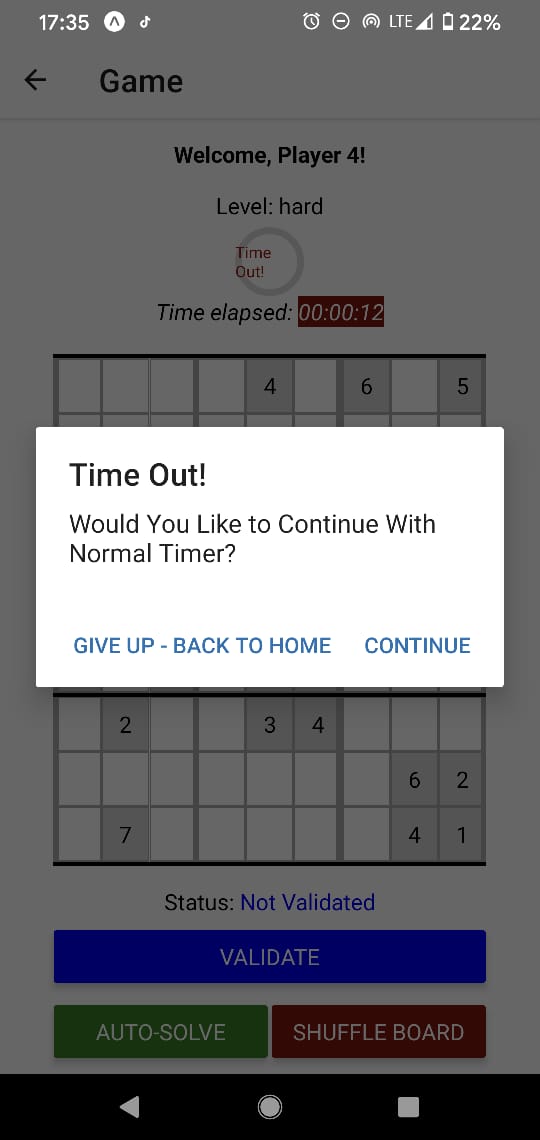 17:35 LTE 22%
Game
Welcome, Player 4!
Level: hard
Time
Out!
Time elapsed: 00:00:12
4 6 5
Time Out!
Would You Like to Continue With
Normal Timer?
GIVE UP - BACK TO HOME CONTINUE
2 3 4
6 2
7 4 1
Status: Not Validated
VALIDATE
AUTO-SOLVE SHUFFLE BOARD